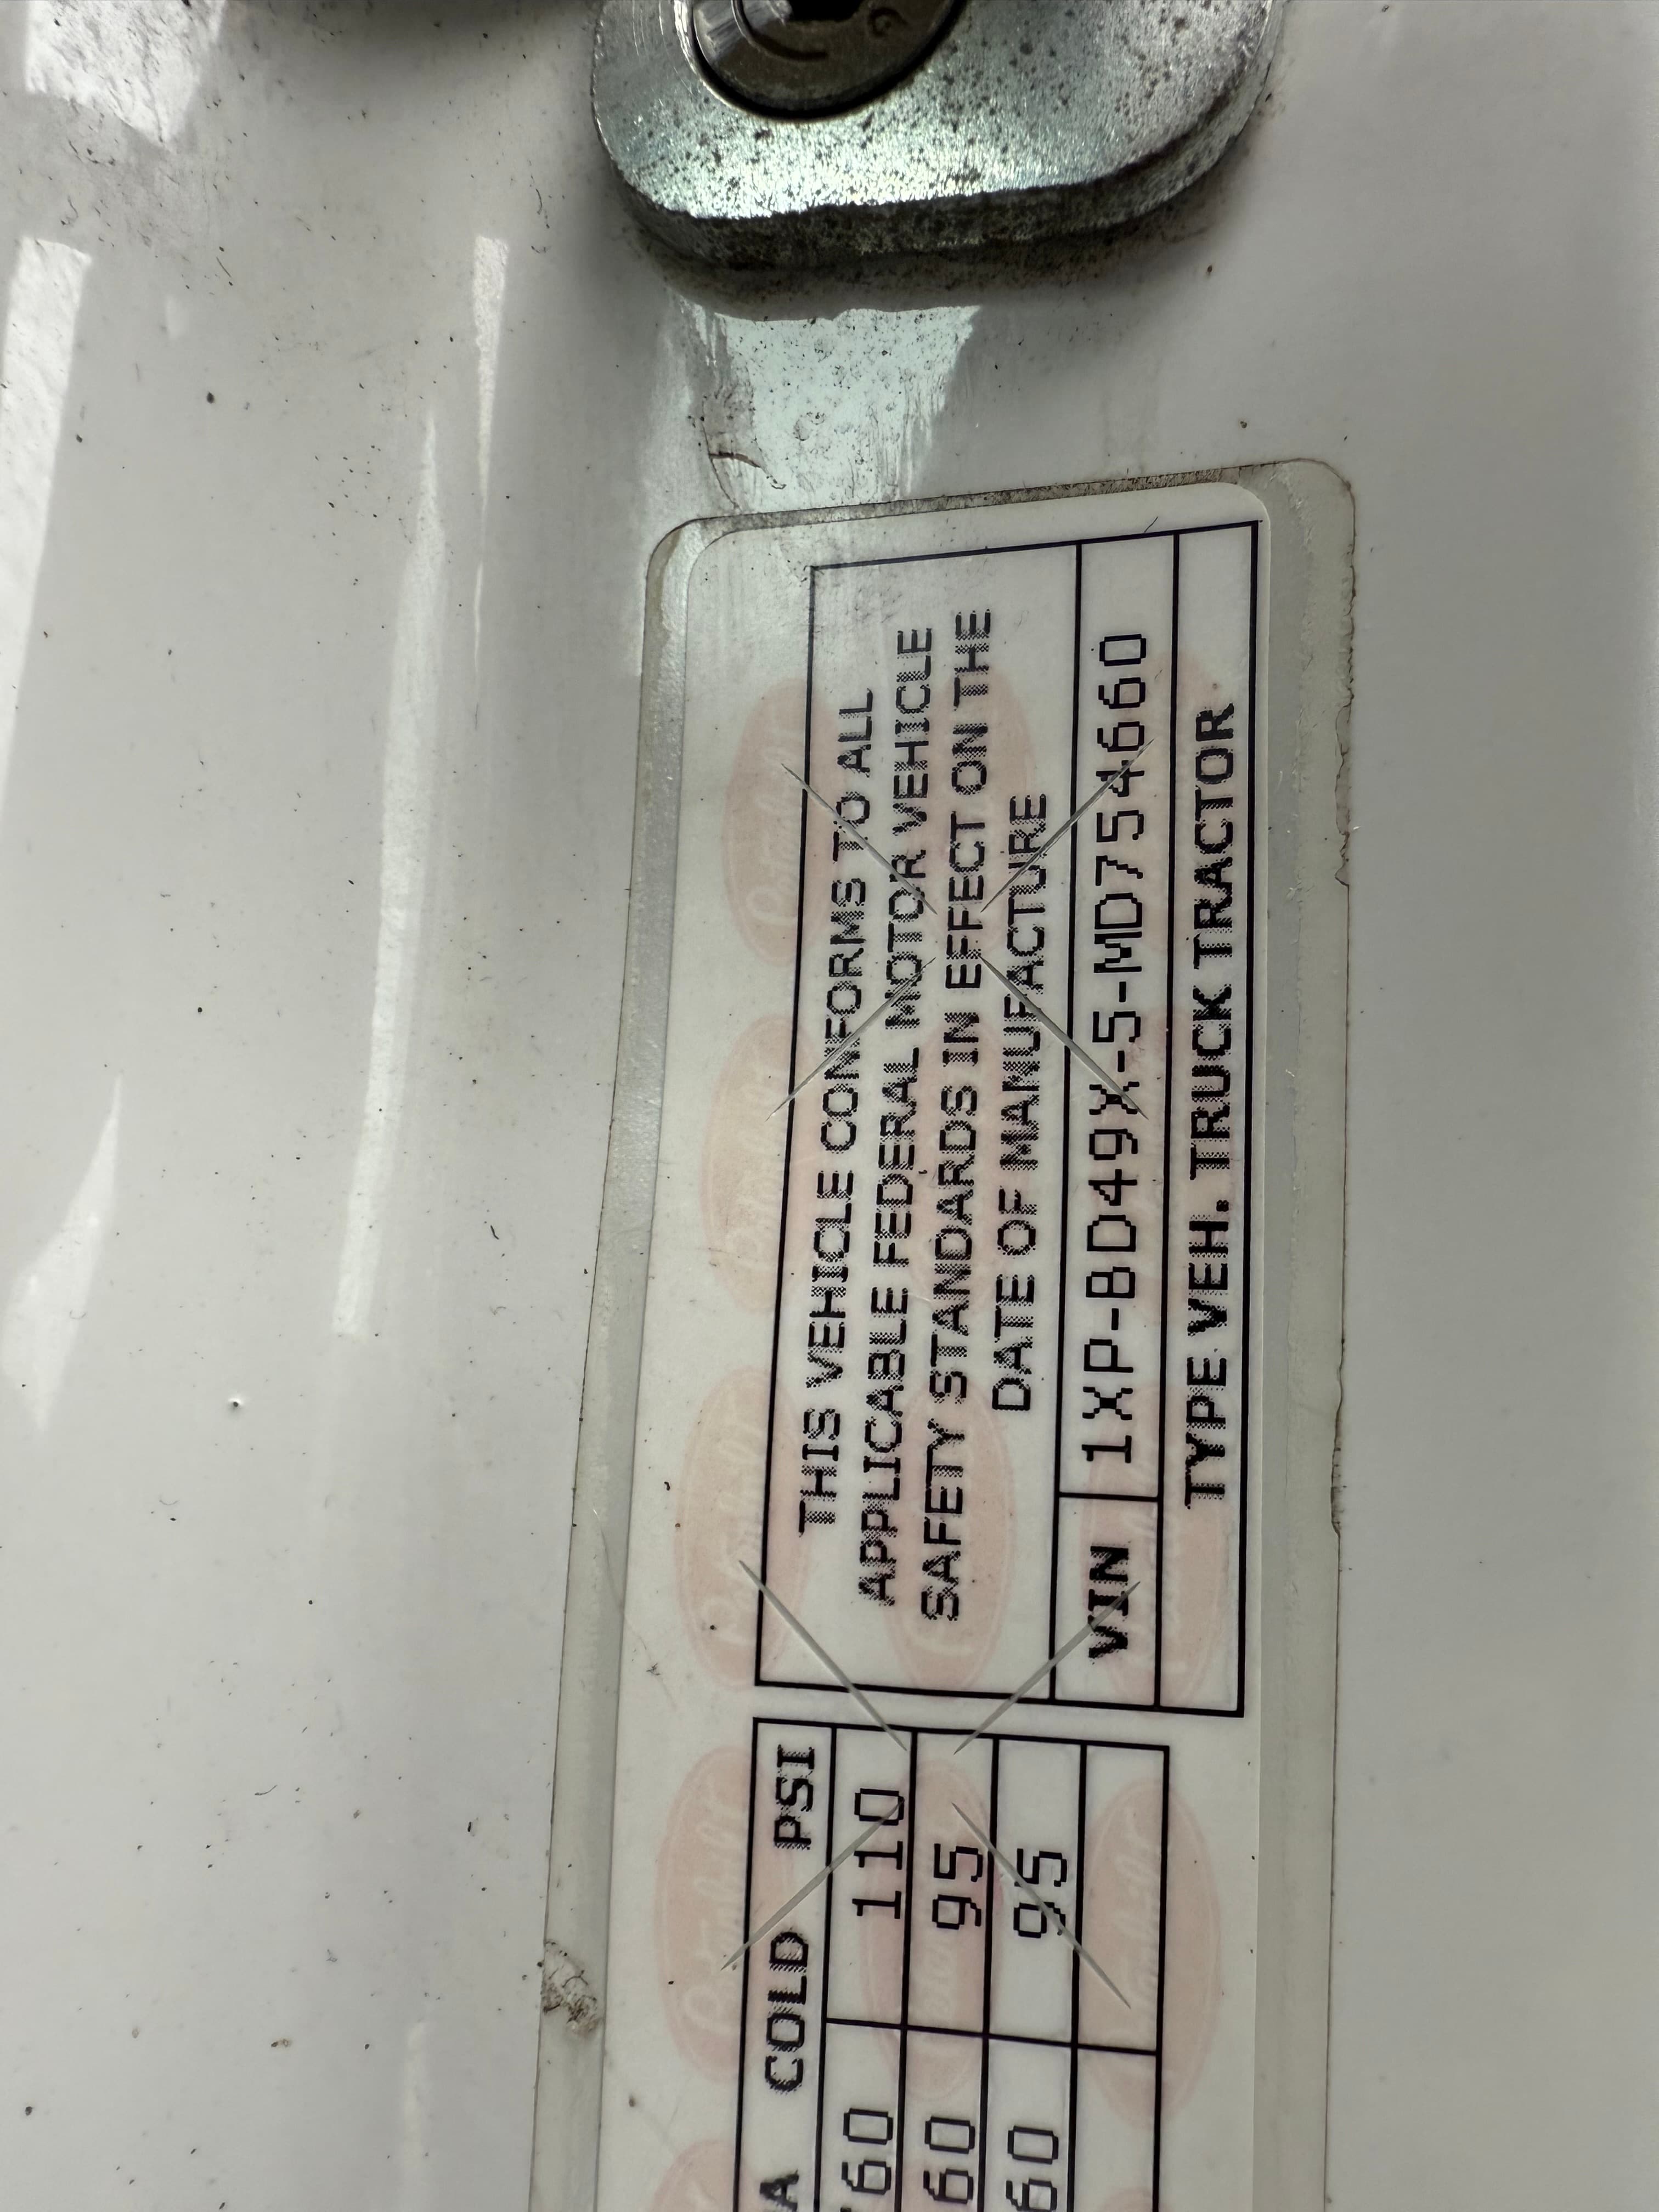 A COLD PSI
60 110
60 95
60 95
THIS VEHICLE CONFORMS TO ALL
APPLICABLE FEDERAL MOTOR VEHICLE
SAFETY STANDARDS IN EFFECT ON THE
DATE OF MANUFACTURE
VIN 1XP-BD49X-5-MD754660
TYPE VEH. TRUCK TRACTOR